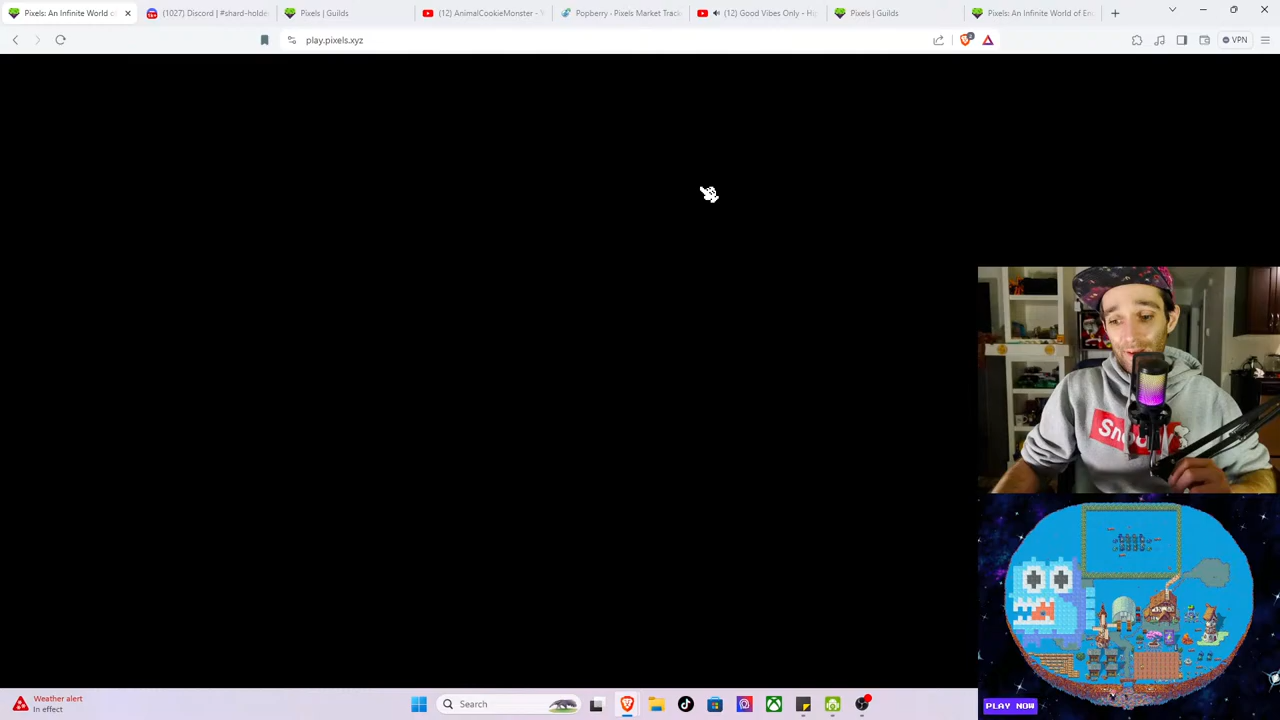 Pixels: An Infinite World o
(1027) Discord | #shard-holde
Pixels | Guilds
(12) AnimalCookieMonster -
Popberry - Pixels Market Track
(12) Good Vibes Only - Hi
Pixels | Guilds
Pixels: An Infinite World of En
play.pixels.xyz
2
VPN
PLAY NOW
Weather alert
In effect
Search